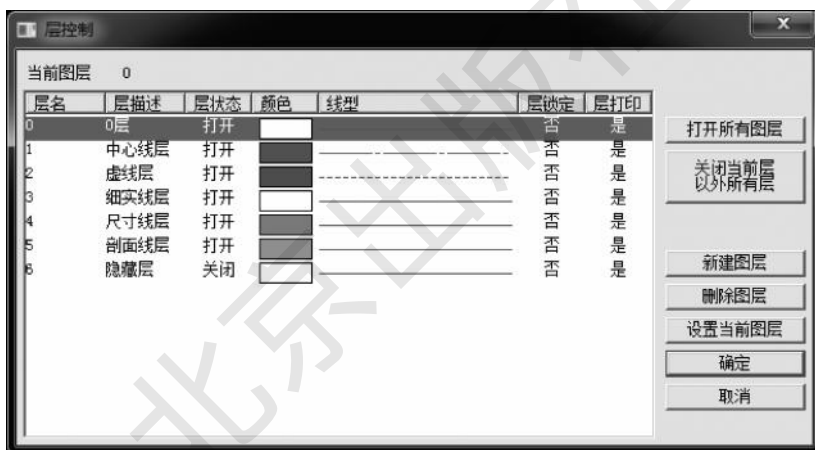 层控制
x
当前图层 0
层名 层描述 层状态 颜色 线型 层锁定 层打印
0 0层 打开 否 是
1 中心线层 打开 否 是
2 虚线层 打开 否 是
3 细实线层 打开 否 是
4 尺寸线层 打开 否 是
5 剖面线层 打开 否 是
6 隐藏层 关闭 否 是
打开所有图层
关闭当前层
以外所有层
新建图层
删除图层
设置当前图层
确定
取消
北京出版社